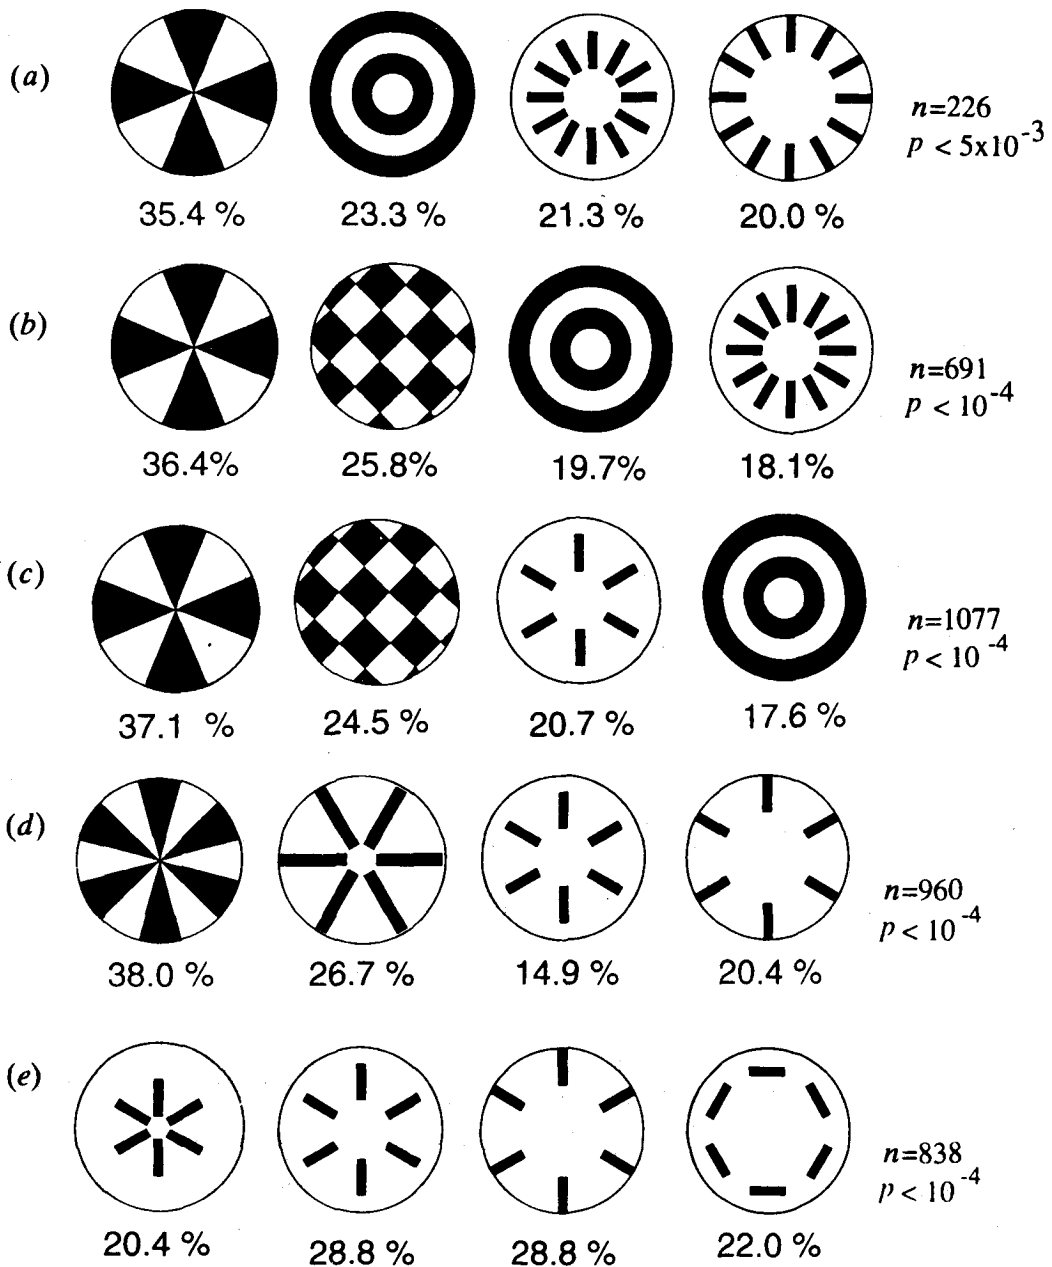 (a)
n=226
p < 5x10-3
35.4 % 23.3 % 21.3 % 20.0 %
(b)
n=691
p < 10-4
36.4% 25.8% 19.7% 18.1%
(c)
n=1077
p < 10-4
37.1 % 24.5 % 20.7 % 17.6 %
(d)
n=960
p < 10-4
38.0 % 26.7 % 14.9 % 20.4 %
(e)
n=838
p < 10-4
20.4 % 28.8 % 28.8 % 22.0 %